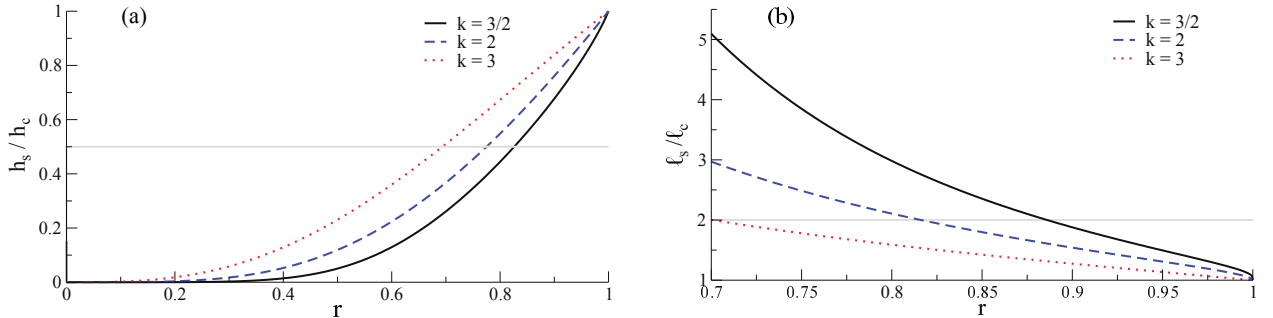 (a)
k = 3/2
k = 2
k = 3
h_s / h_c
1
0.8
0.6
0.4
0.2
0
0 0.2 0.4 0.6 0.8 1
r
(b)
k = 3/2
k = 2
k = 3
ℓ_s/ℓ_c
5
4
3
2
1
0.7 0.75 0.8 0.85 0.9 0.95 1
r